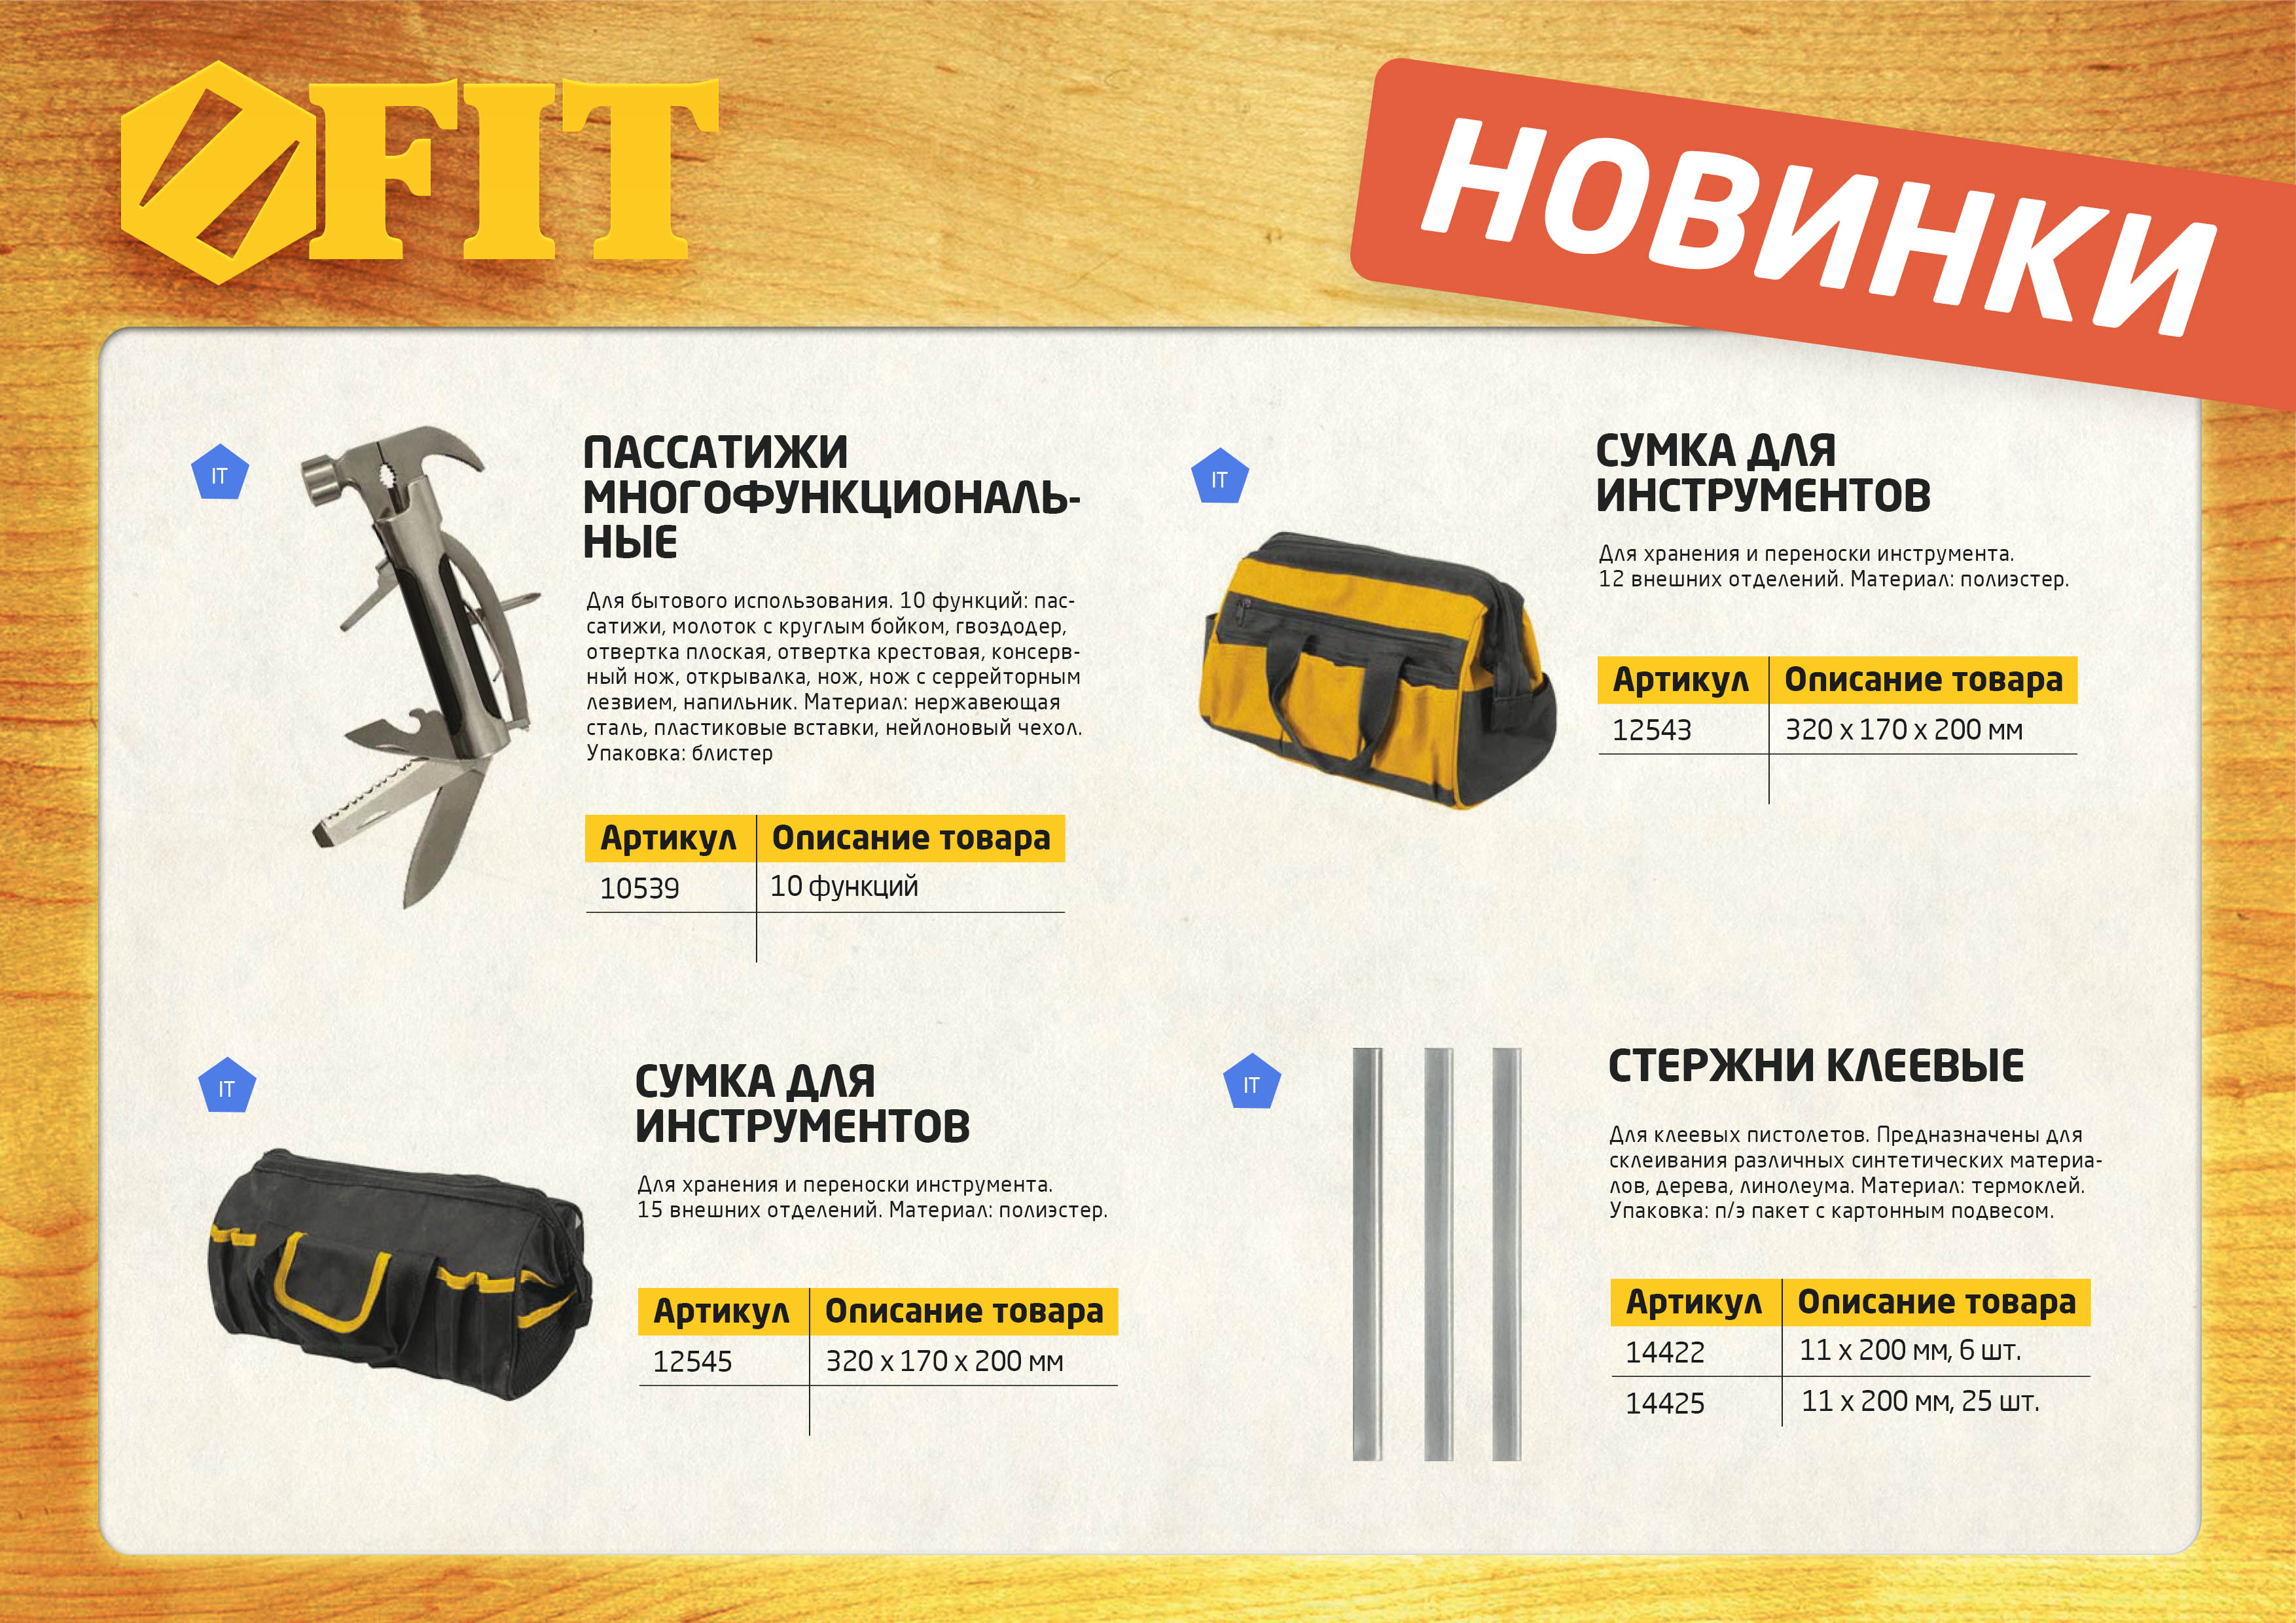 FIT
НОВИНКИ
IT
ПАССАТИЖИ
МНОГОФУНКЦИОНАЛЬ-
НЫЕ
Для бытового использования. 10 функций: пас-
сатижи, молоток с круглым бойком, гвоздодер,
отвертка плоская, отвертка крестовая, консерв-
ный нож, открывалка, нож, нож с серрейторным
лезвием, напильник. Материал: нержавеющая
сталь, пластиковые вставки, нейлоновый чехол.
Упаковка: блистер
Артикул Описание товара
10539 10 функций
IT
СУМКА ДЛЯ
ИНСТРУМЕНТОВ
Для хранения и переноски инструмента.
12 внешних отделений. Материал: полиэстер.
Артикул Описание товара
12543 320 х 170 х 200 мм
IT
СУМКА ДЛЯ
ИНСТРУМЕНТОВ
Для хранения и переноски инструмента.
15 внешних отделений. Материал: полиэстер.
Артикул Описание товара
12545 320 х 170 х 200 мм
IT
СТЕРЖНИ КЛЕЕВЫЕ
Для клеевых пистолетов. Предназначены для
склеивания различных синтетических материа-
лов, дерева, линолеума. Материал: термоклей.
Упаковка: п/э пакет с картонным подвесом.
Артикул Описание товара
14422 11 х 200 мм, 6 шт.
14425 11 х 200 мм, 25 шт.